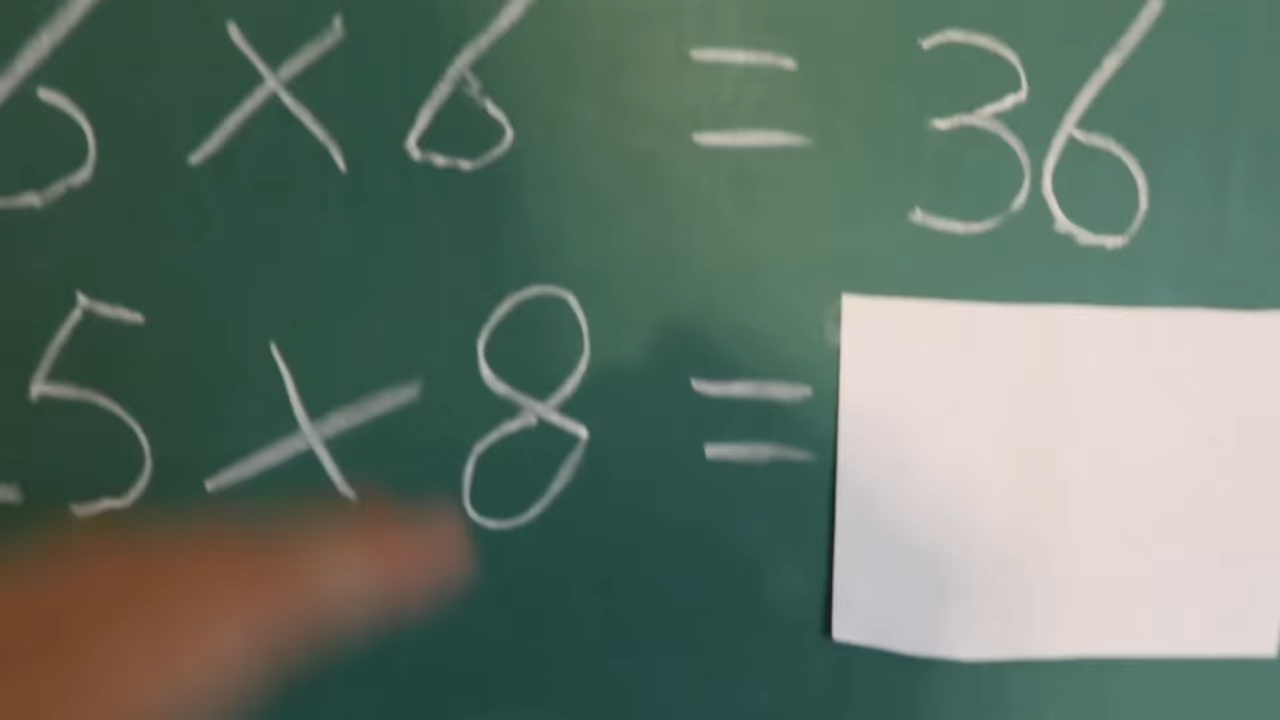 6 × 6 = 36
5 × 8 =